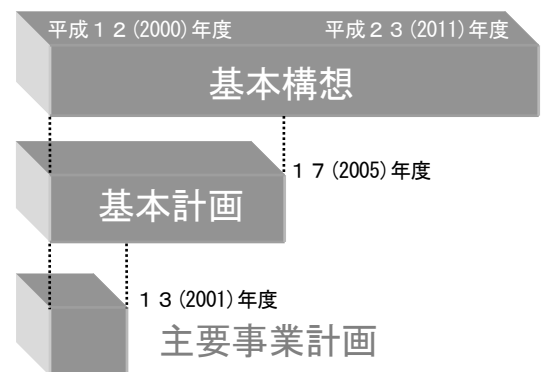 平成１２(2000)年度　平成２３(2011)年度
基本構想
１７(2005)年度
基本計画
１３(2001)年度
主要事業計画